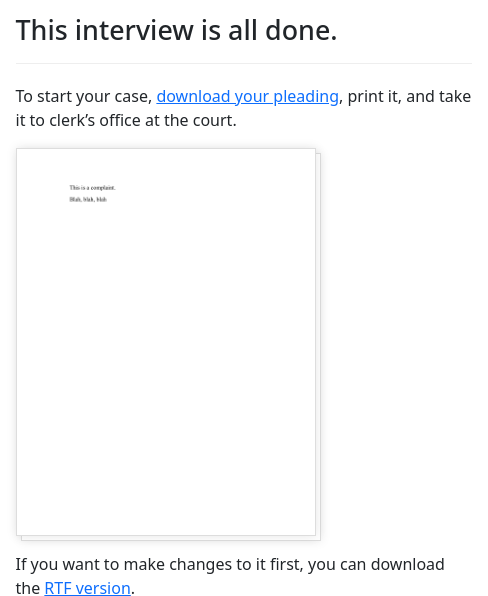 This interview is all done.
To start your case, download your pleading, print it, and take
it to clerk’s office at the court.
This is a complaint.
Blah, blah, blah
If you want to make changes to it first, you can download
the RTF version.